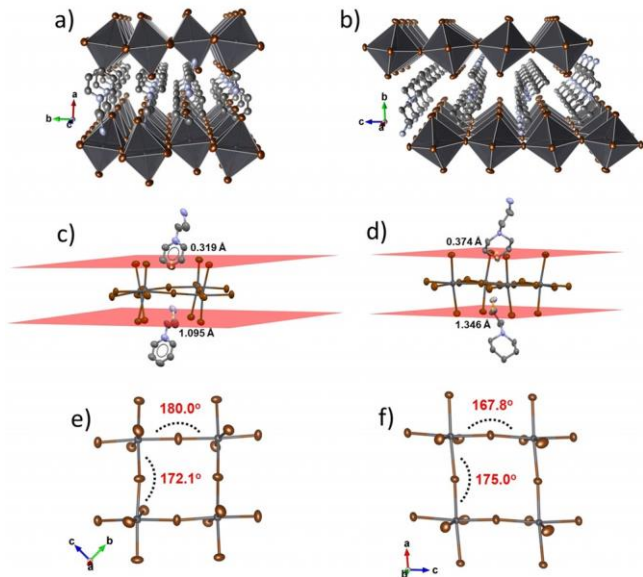 a)
b)
a
b
c
b
c
a
c)
d)
0.319 Å
0.374 Å
1.095 Å
1.346 Å
e)
f)
180.0°
167.8°
172.1°
175.0°
c
b
a
a
b
c